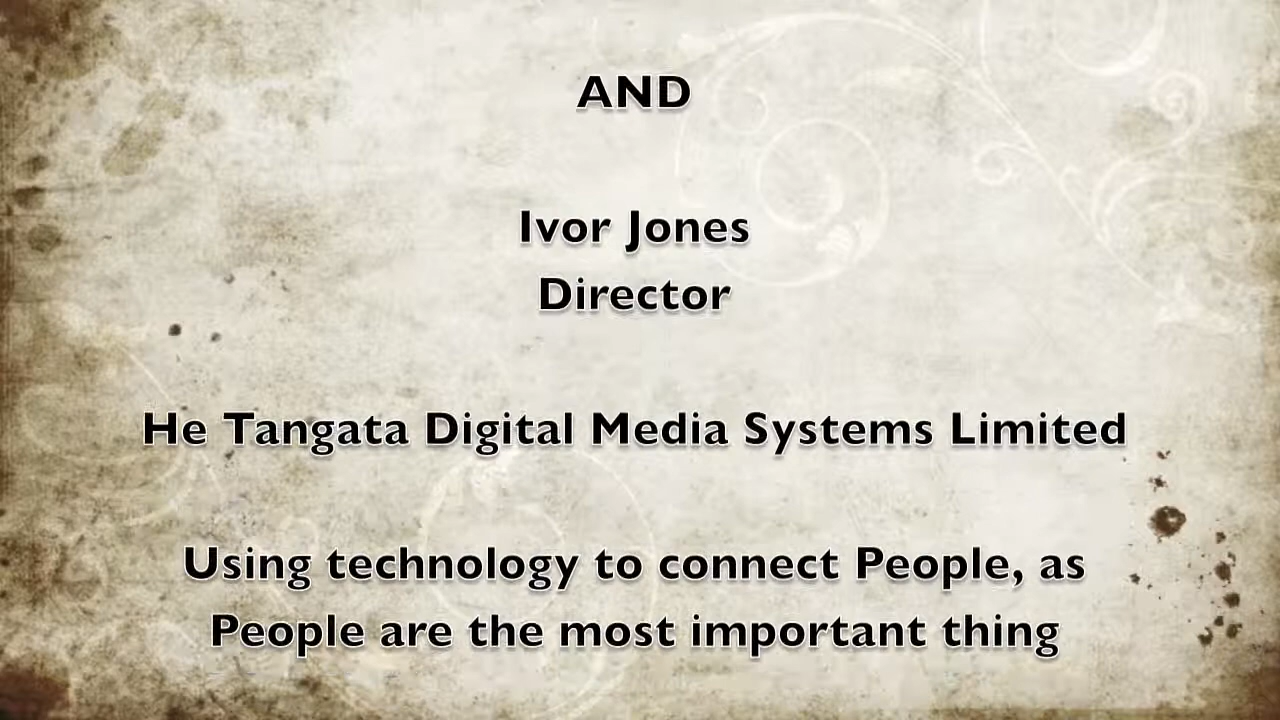 AND
Ivor Jones
Director
He Tangata Digital Media Systems Limited
Using technology to connect People, as
People are the most important thing